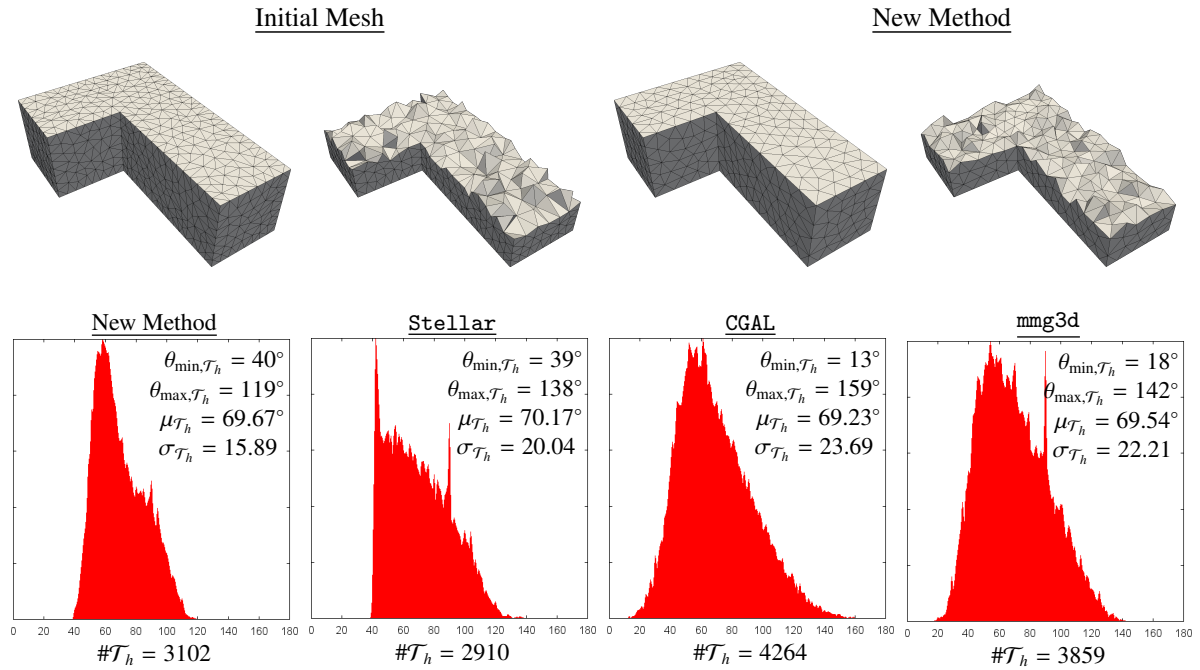 Initial Mesh
New Method
New Method
θmin,𝒯h = 40°
θmax,𝒯h = 119°
μ𝒯h = 69.67°
σ𝒯h = 15.89
0 20 40 60 80 100 120 140 160 180
#𝒯h = 3102
Stellar
θmin,𝒯h = 39°
θmax,𝒯h = 138°
μ𝒯h = 70.17°
σ𝒯h = 20.04
0 20 40 60 80 100 120 140 160 180
#𝒯h = 2910
CGAL
θmin,𝒯h = 13°
θmax,𝒯h = 159°
μ𝒯h = 69.23°
σ𝒯h = 23.69
0 20 40 60 80 100 120 140 160 180
#𝒯h = 4264
mmg3d
θmin,𝒯h = 18°
θmax,𝒯h = 142°
μ𝒯h = 69.54°
σ𝒯h = 22.21
0 20 40 60 80 100 120 140 160 180
#𝒯h = 3859